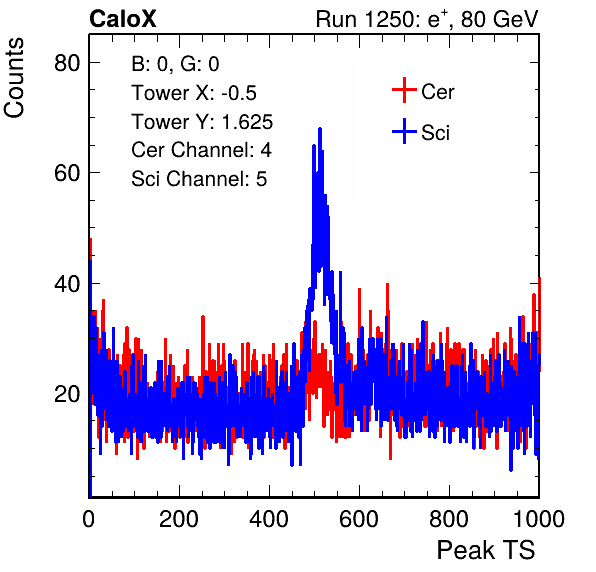 CaloX Run 1250: e⁺, 80 GeV
Counts
B: 0, G: 0
Tower X: -0.5
Tower Y: 1.625
Cer Channel: 4
Sci Channel: 5
Cer
Sci
80
60
40
20
0 200 400 600 800 1000
Peak TS